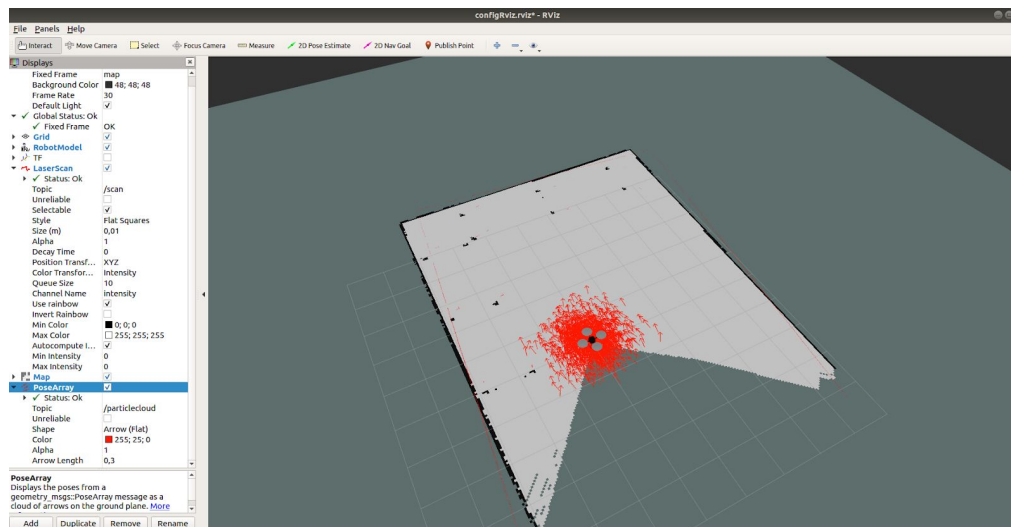 configRviz.rviz* - RViz
File Panels Help
Interact Move Camera Select Focus Camera Measure 2D Pose Estimate 2D Nav Goal Publish Point
Displays
Fixed Frame map
Background Color 48; 48; 48
Frame Rate 30
Default Light
Global Status: Ok
Fixed Frame OK
Grid
RobotModel
TF
LaserScan
Status: Ok
Topic /scan
Unreliable
Selectable
Style Flat Squares
Size (m) 0,01
Alpha 1
Decay Time 0
Position Transf... XYZ
Color Transfor... Intensity
Queue Size 10
Channel Name intensity
Use rainbow
Invert Rainbow
Min Color 0; 0; 0
Max Color 255; 255; 255
Autocompute I...
Min Intensity 0
Max Intensity 0
Map
PoseArray
Status: Ok
Topic /particlecloud
Unreliable
Shape Arrow (Flat)
Color 255; 25; 0
Alpha 1
Arrow Length 0,3
PoseArray
Displays the poses from a
geometry_msgs::PoseArray message as a
cloud of arrows on the ground plane. More
Add Duplicate Remove Rename